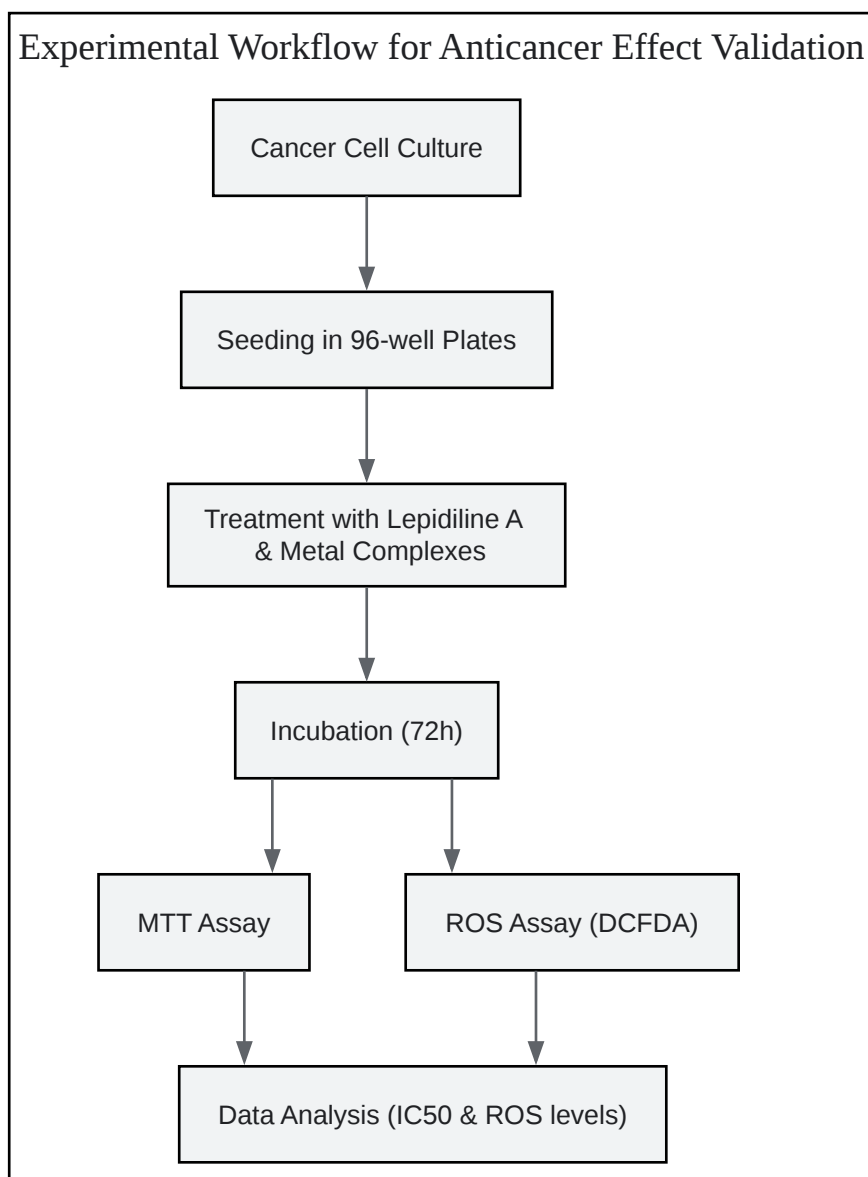 Experimental Workflow for Anticancer Effect Validation
Cancer Cell Culture
Seeding in 96-well Plates
Treatment with Lepidiline A
& Metal Complexes
Incubation (72h)
MTT Assay
ROS Assay (DCFDA)
Data Analysis (IC50 & ROS levels)